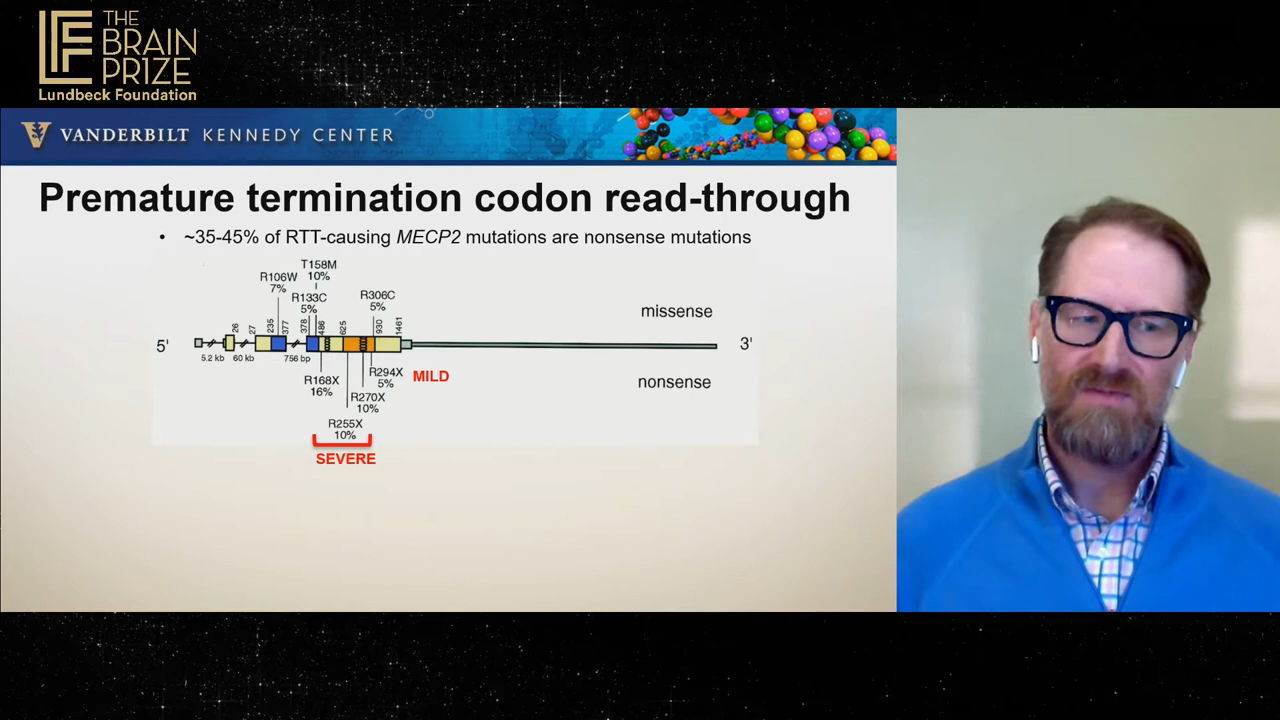 THE
BRAIN
PRIZE
Lundbeck Foundation
VANDERBILT KENNEDY CENTER
Premature termination codon read-through
• ~35-45% of RTT-causing MECP2 mutations are nonsense mutations
T158M
10%
R106W
7%
R133C
5%
R306C
5%
missense
26
27
235
377
378
486
625
930
1461
5'
3'
5.2 kb
60 kb
756 bp
R168X
16%
R294X
5%
MILD
nonsense
R270X
10%
R255X
10%
SEVERE